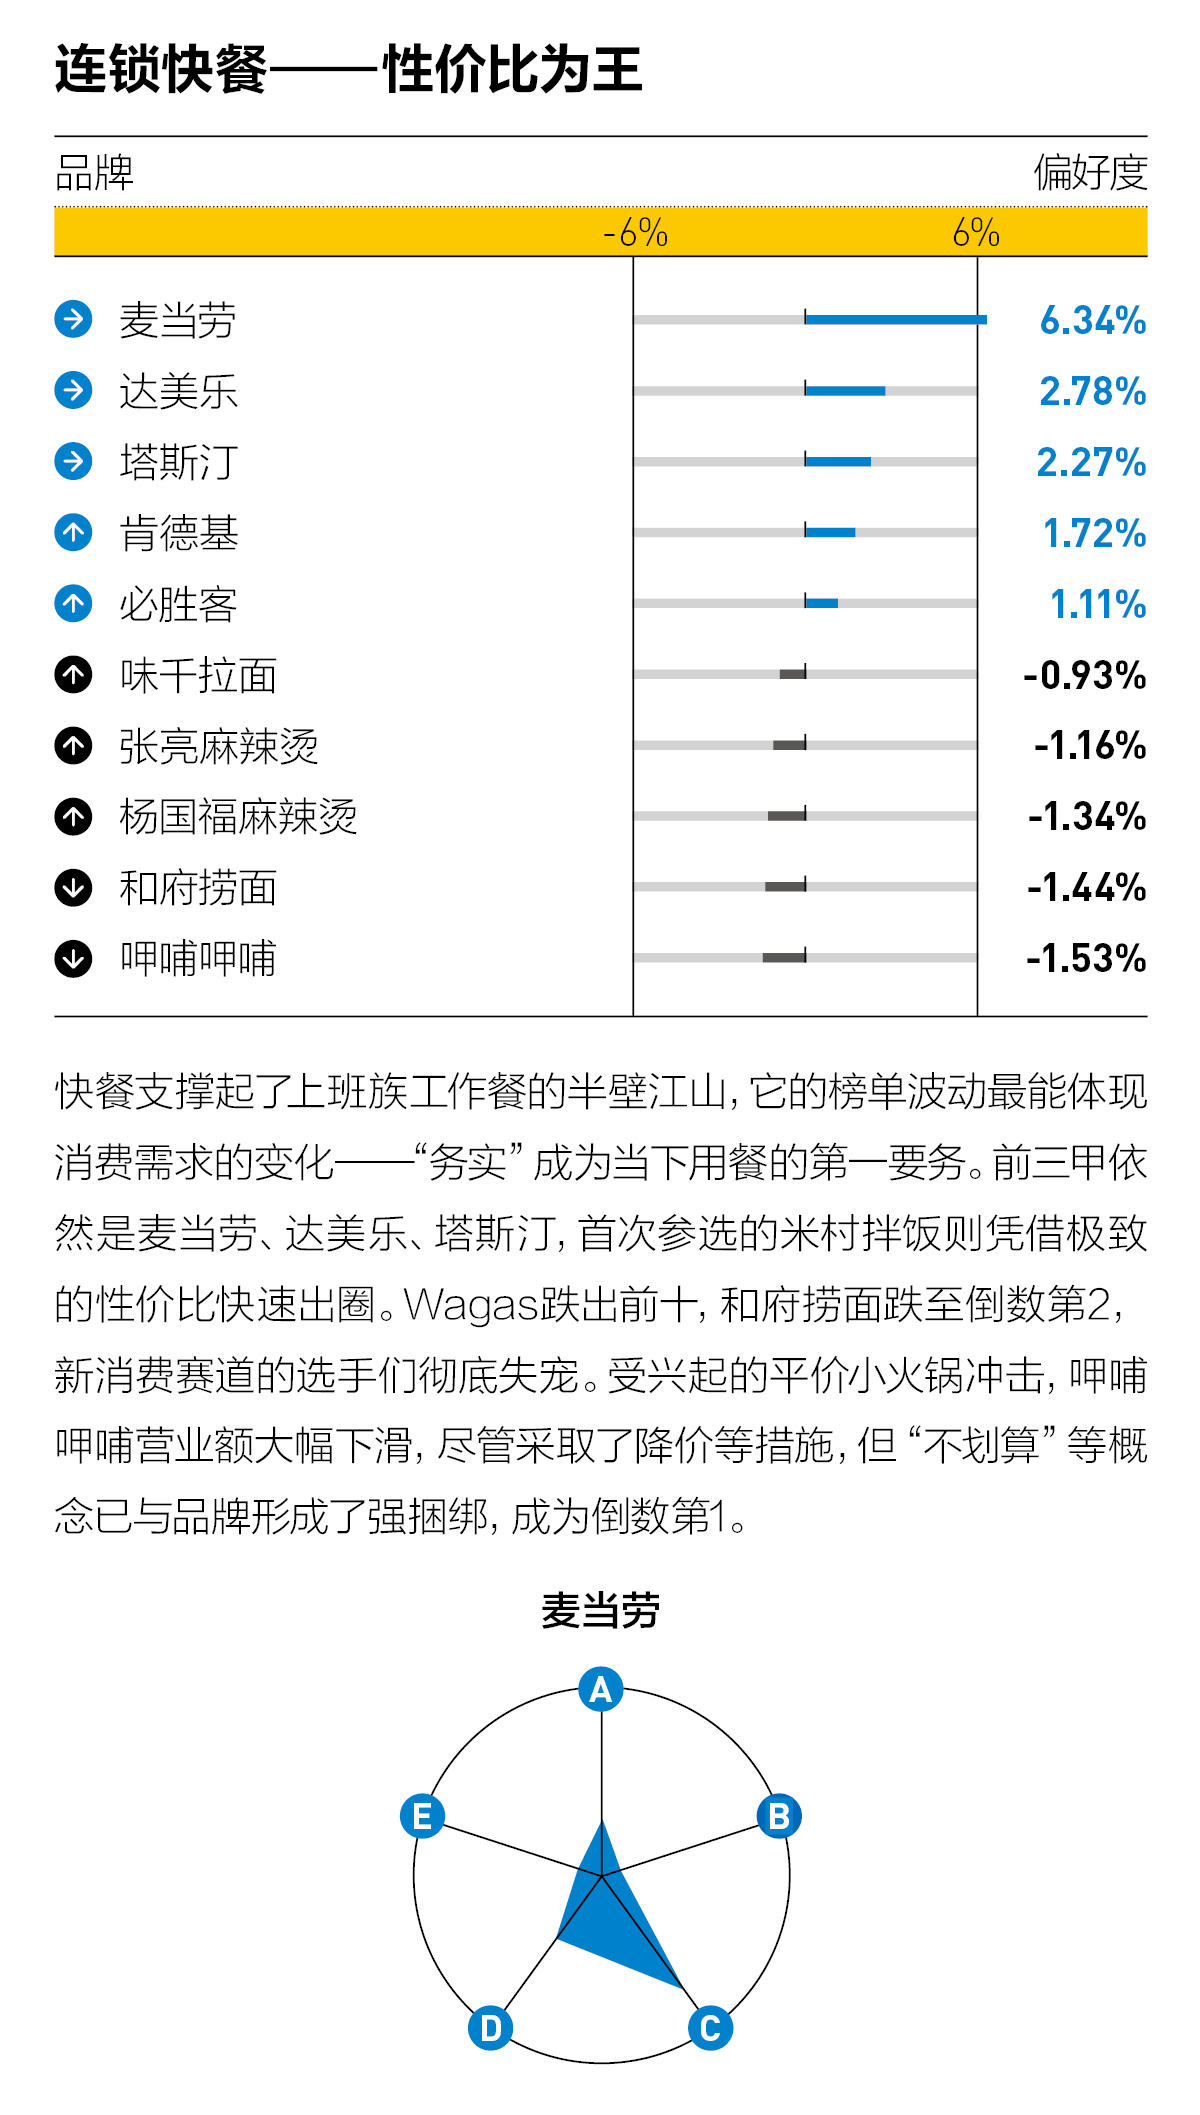 连锁快餐——性价比为王
品牌 偏好度
-6% 6%
麦当劳 6.34%
达美乐 2.78%
塔斯汀 2.27%
肯德基 1.72%
必胜客 1.11%
味千拉面 -0.93%
张亮麻辣烫 -1.16%
杨国福麻辣烫 -1.34%
和府捞面 -1.44%
呷哺呷哺 -1.53%
快餐支撑起了上班族工作餐的半壁江山，它的榜单波动最能体现
消费需求的变化——“务实”成为当下用餐的第一要务。前三甲依
然是麦当劳、达美乐、塔斯汀，首次参选的米村拌饭则凭借极致
的性价比快速出圈。Wagas跌出前十，和府捞面跌至倒数第2，
新消费赛道的选手们彻底失宠。受兴起的平价小火锅冲击，呷哺
呷哺营业额大幅下滑，尽管采取了降价等措施，但“不划算”等概
念已与品牌形成了强捆绑，成为倒数第1。
麦当劳
A
E B
D C